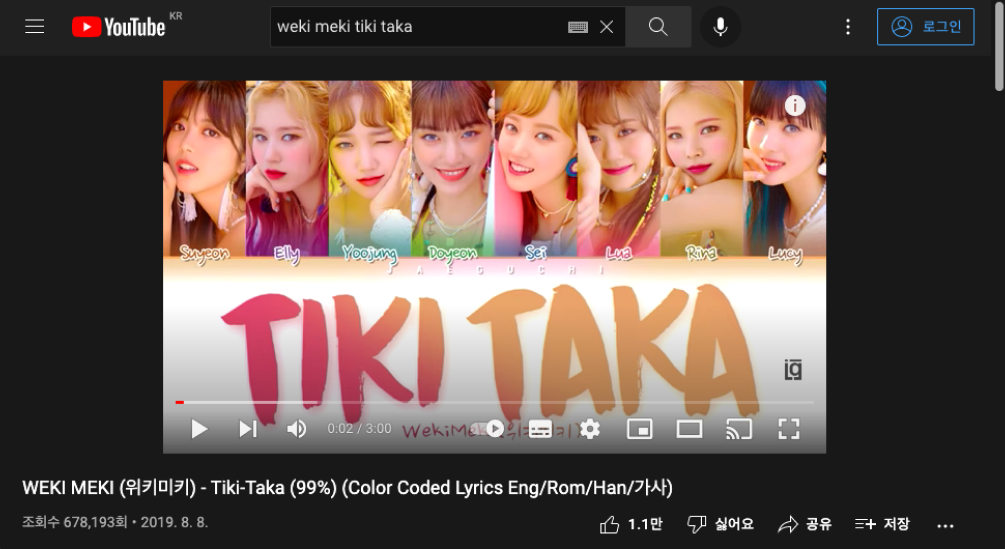 YouTube KR
weki meki tiki taka
로그인
i
Suyeon Elly Yoojung Doyeon Sei Lua Rina Lucy
JAEGUCHI
TIKI TAKA
jg
0:02 / 3:00
WekiMeki(위키미키)
WEKI MEKI (위키미키) - Tiki-Taka (99%) (Color Coded Lyrics Eng/Rom/Han/가사)
조회수 678,193회 • 2019. 8. 8.
1.1만 싫어요 공유 저장